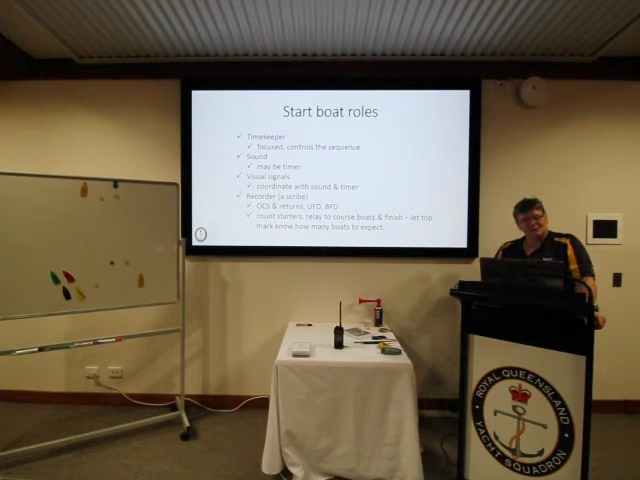 Start boat roles
✓ Timekeeper
✓ focused, controls the sequence
✓ Sound
✓ may be timer
✓ Visual signals
✓ coordinate with sound & timer
✓ Recorder (a scribe)
✓ OCS & returns, UFD, BFD
✓ count starters; relay to course boats & finish – let top
mark know how many boats to expect.
ROYAL QUEENSLAND
YACHT SQUADRON